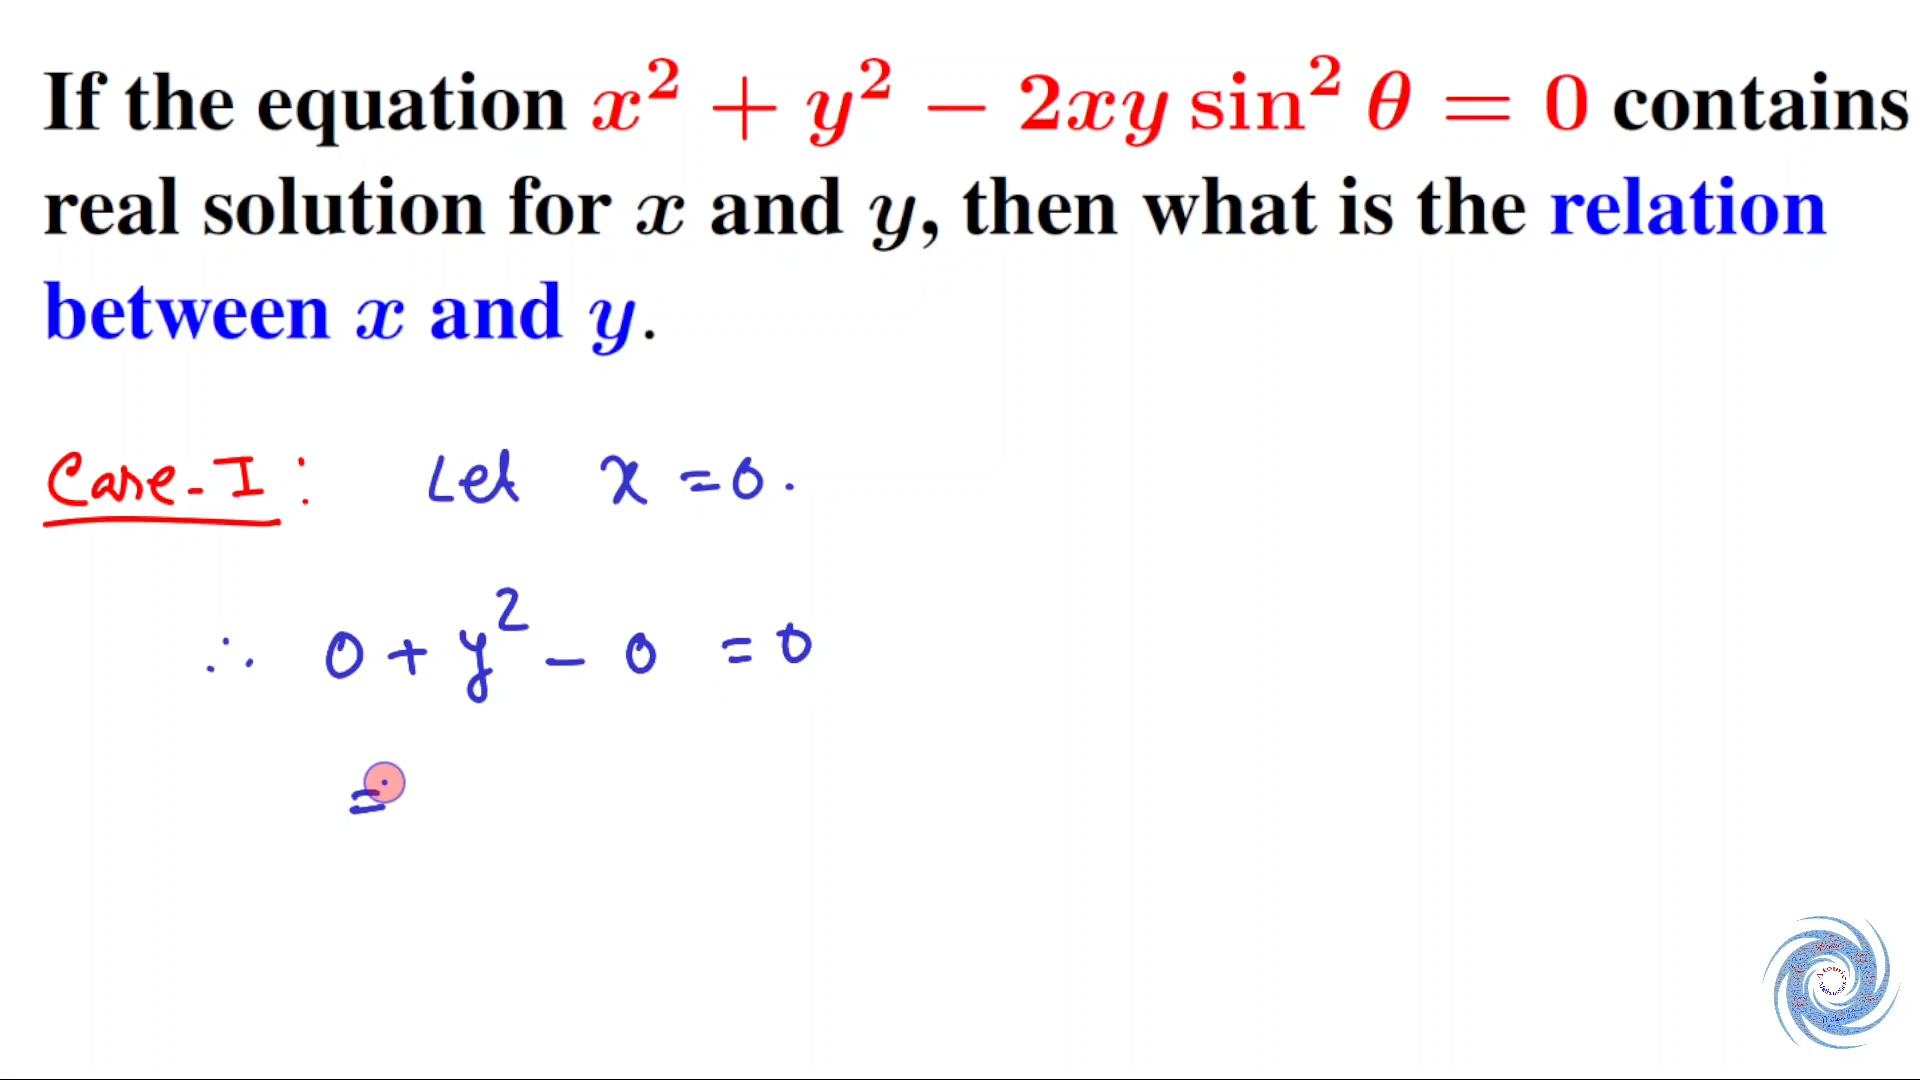 If the equation x² + y² − 2xy sin² θ = 0 contains
real solution for x and y, then what is the relation
between x and y.
Case-I : Let x = 0.
∴ 0 + y² − 0 = 0
=